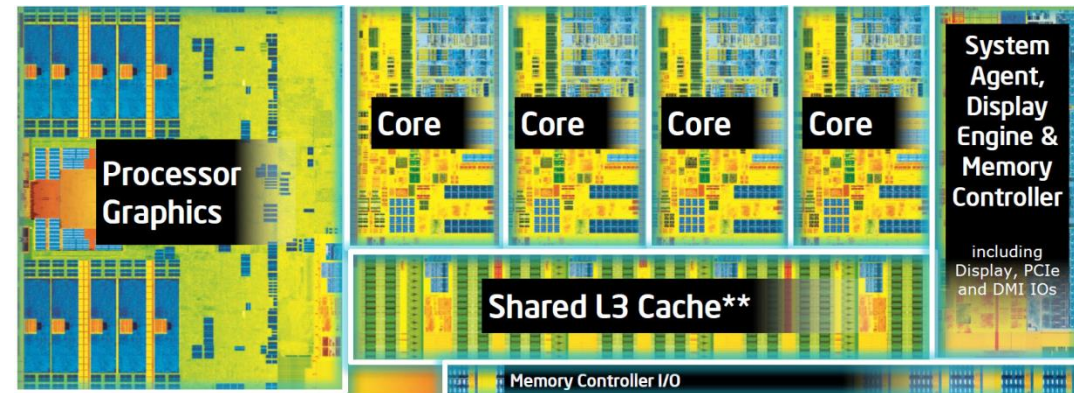 Processor
Graphics
Core
Core
Core
Core
System
Agent,
Display
Engine &
Memory
Controller
including
Display, PCIe
and DMI IOs
Shared L3 Cache**
Memory Controller I/O